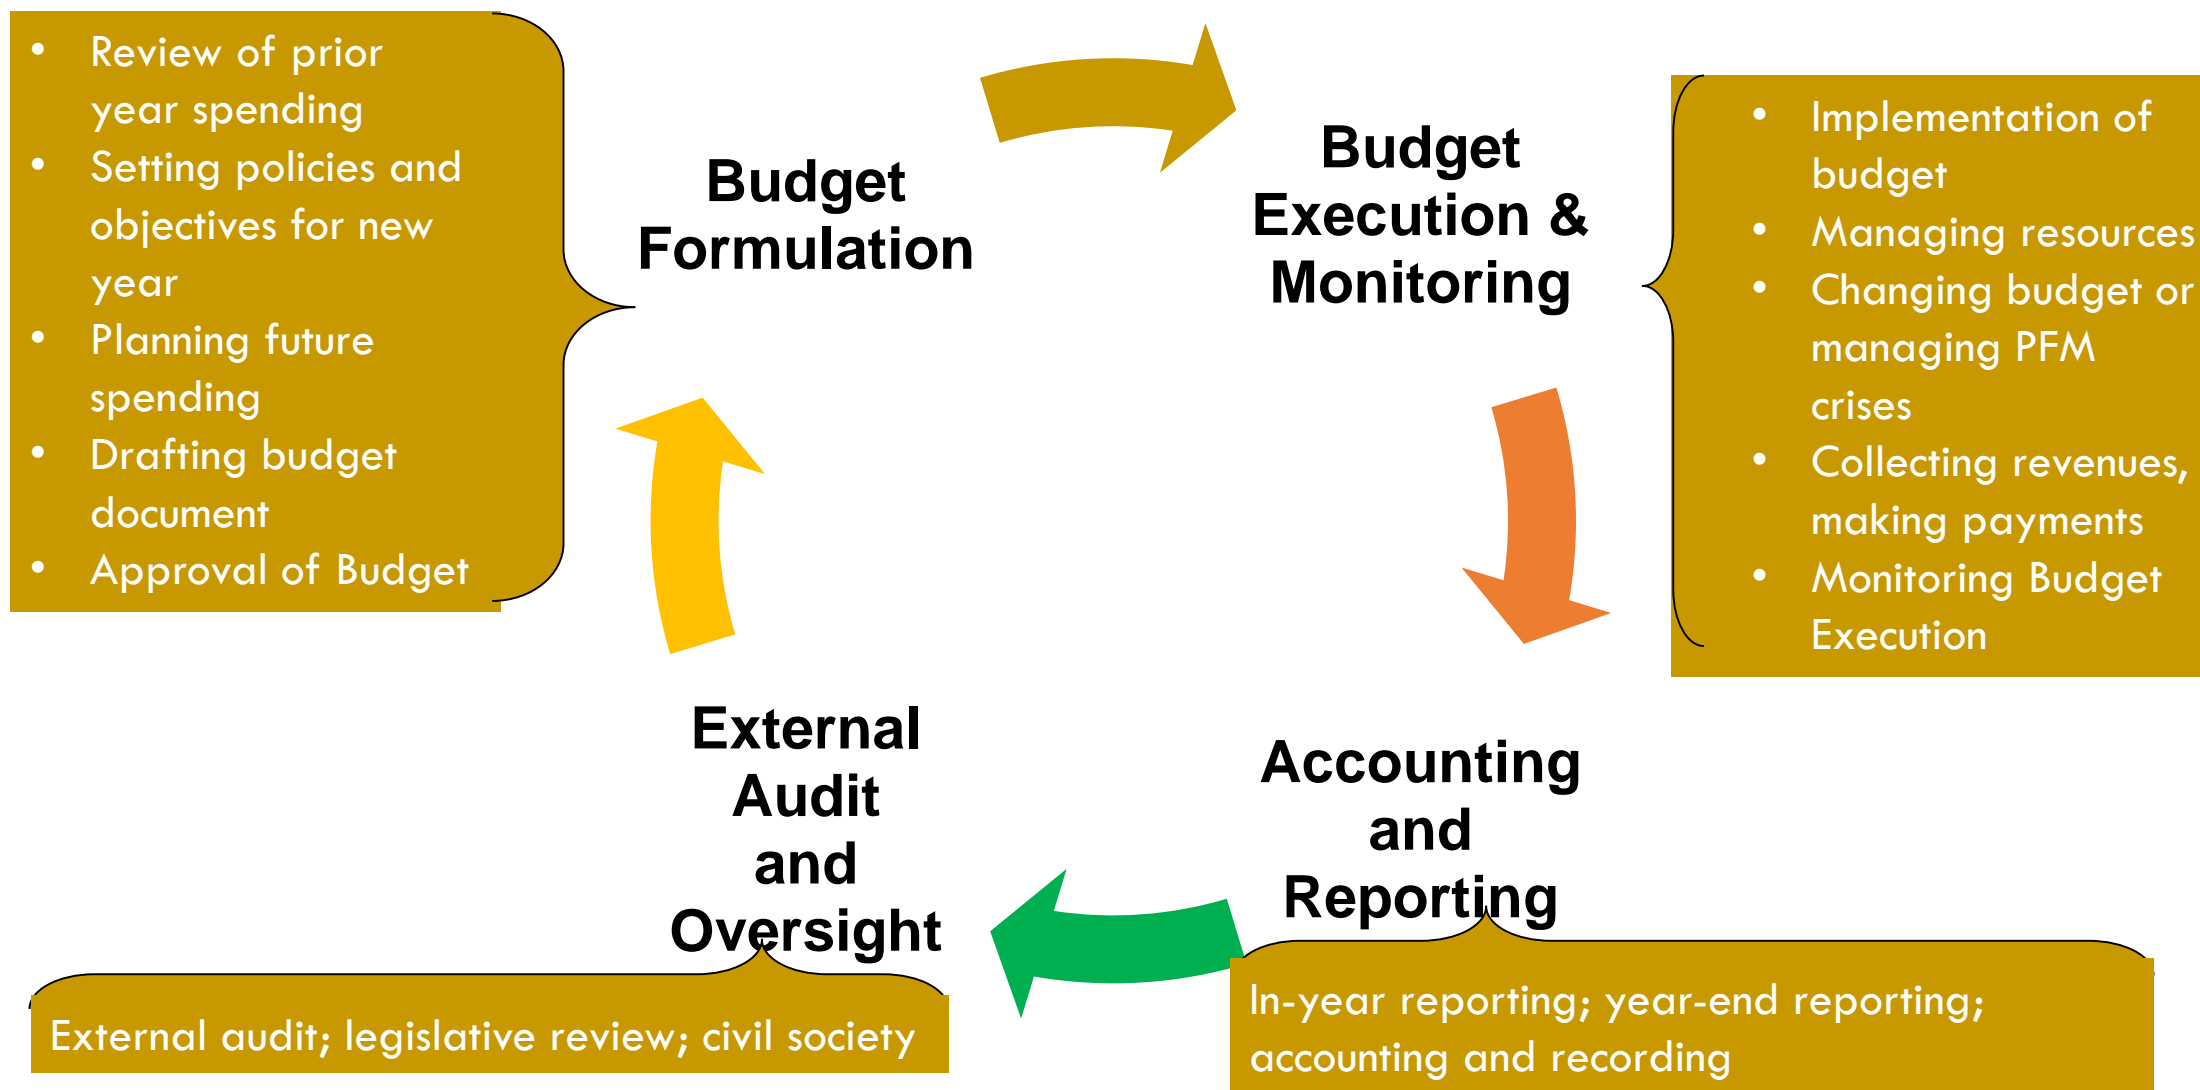 • Review of prior
year spending
• Setting policies and
objectives for new
year
• Planning future
spending
• Drafting budget
document
• Approval of Budget
Budget
Formulation
Budget
Execution &
Monitoring
• Implementation of
budget
• Managing resources
• Changing budget or
managing PFM
crises
• Collecting revenues,
making payments
• Monitoring Budget
Execution
External
Audit
and
Oversight
Accounting
and
Reporting
External audit; legislative review; civil society
In-year reporting; year-end reporting;
accounting and recording